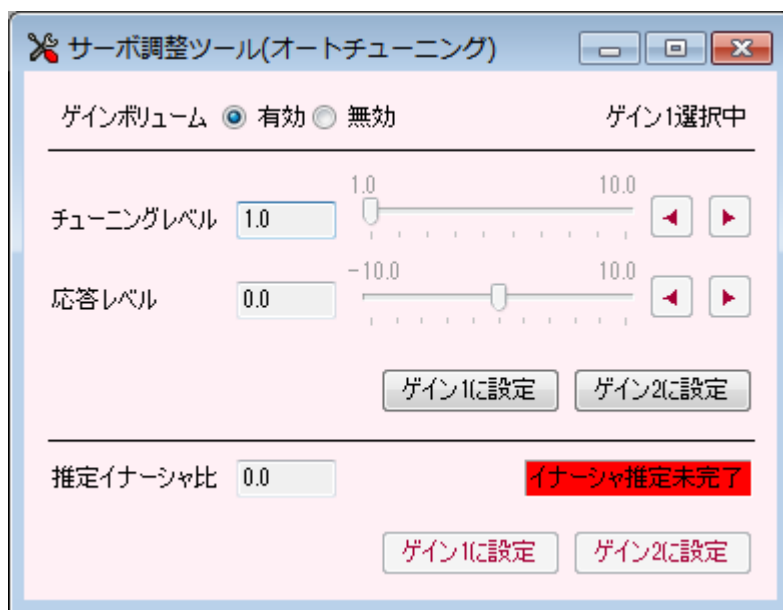 サーボ調整ツール(オートチューニング)
ゲインボリューム 有効 無効 ゲイン1選択中
1.0 10.0
チューニングレベル 1.0
-10.0 10.0
応答レベル 0.0
ゲイン1に設定 ゲイン2に設定
推定イナーシャ比 0.0 イナーシャ推定未完了
ゲイン1に設定 ゲイン2に設定